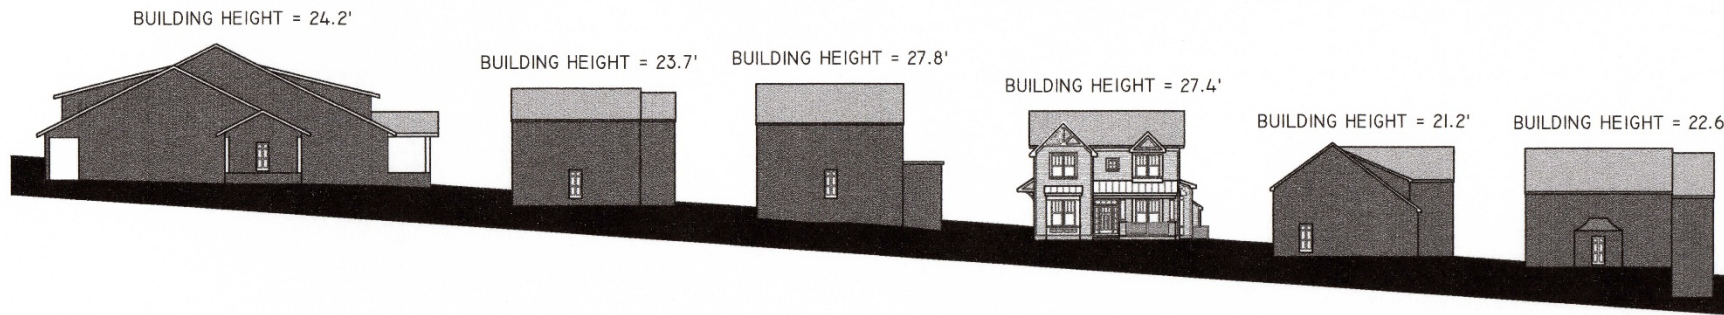 BUILDING HEIGHT = 24.2'
BUILDING HEIGHT = 23.7'
BUILDING HEIGHT = 27.8'
BUILDING HEIGHT = 27.4'
BUILDING HEIGHT = 21.2'
BUILDING HEIGHT = 22.6